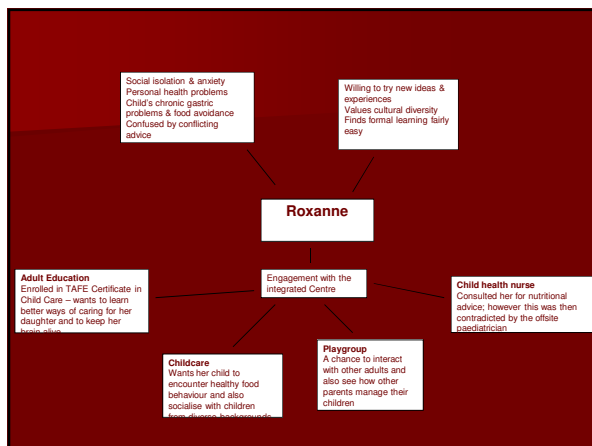 Social isolation & anxiety
Personal health problems
Child's chronic gastric
problems & food avoidance
Confused by conflicting
advice
Willing to try new ideas &
experiences
Values cultural diversity
Finds formal learning fairly
easy
Roxanne
Engagement with the
integrated Centre
Adult Education
Enrolled in TAFE Certificate in
Child Care – wants to learn
better ways of caring for her
daughter and to keep her
brain alive
Child health nurse
Consulted her for nutritional
advice; however this was then
contradicted by the offsite
paediatrician
Childcare
Wants her child to
encounter healthy food
behaviour and also
socialise with children
from diverse backgrounds
Playgroup
A chance to interact
with other adults and
also see how other
parents manage their
children